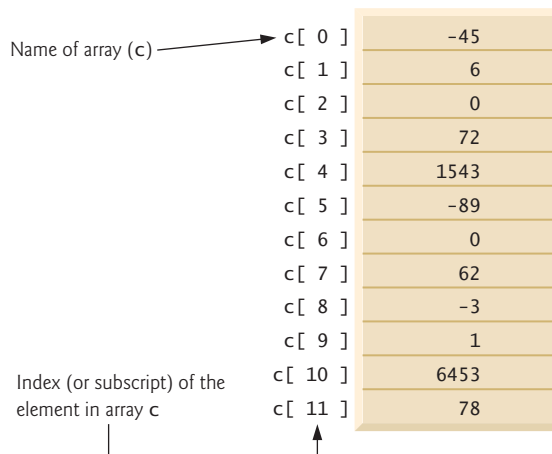 Name of array (c)
c[ 0 ] -45
c[ 1 ] 6
c[ 2 ] 0
c[ 3 ] 72
c[ 4 ] 1543
c[ 5 ] -89
c[ 6 ] 0
c[ 7 ] 62
c[ 8 ] -3
c[ 9 ] 1
c[ 10 ] 6453
c[ 11 ] 78
Index (or subscript) of the
element in array c